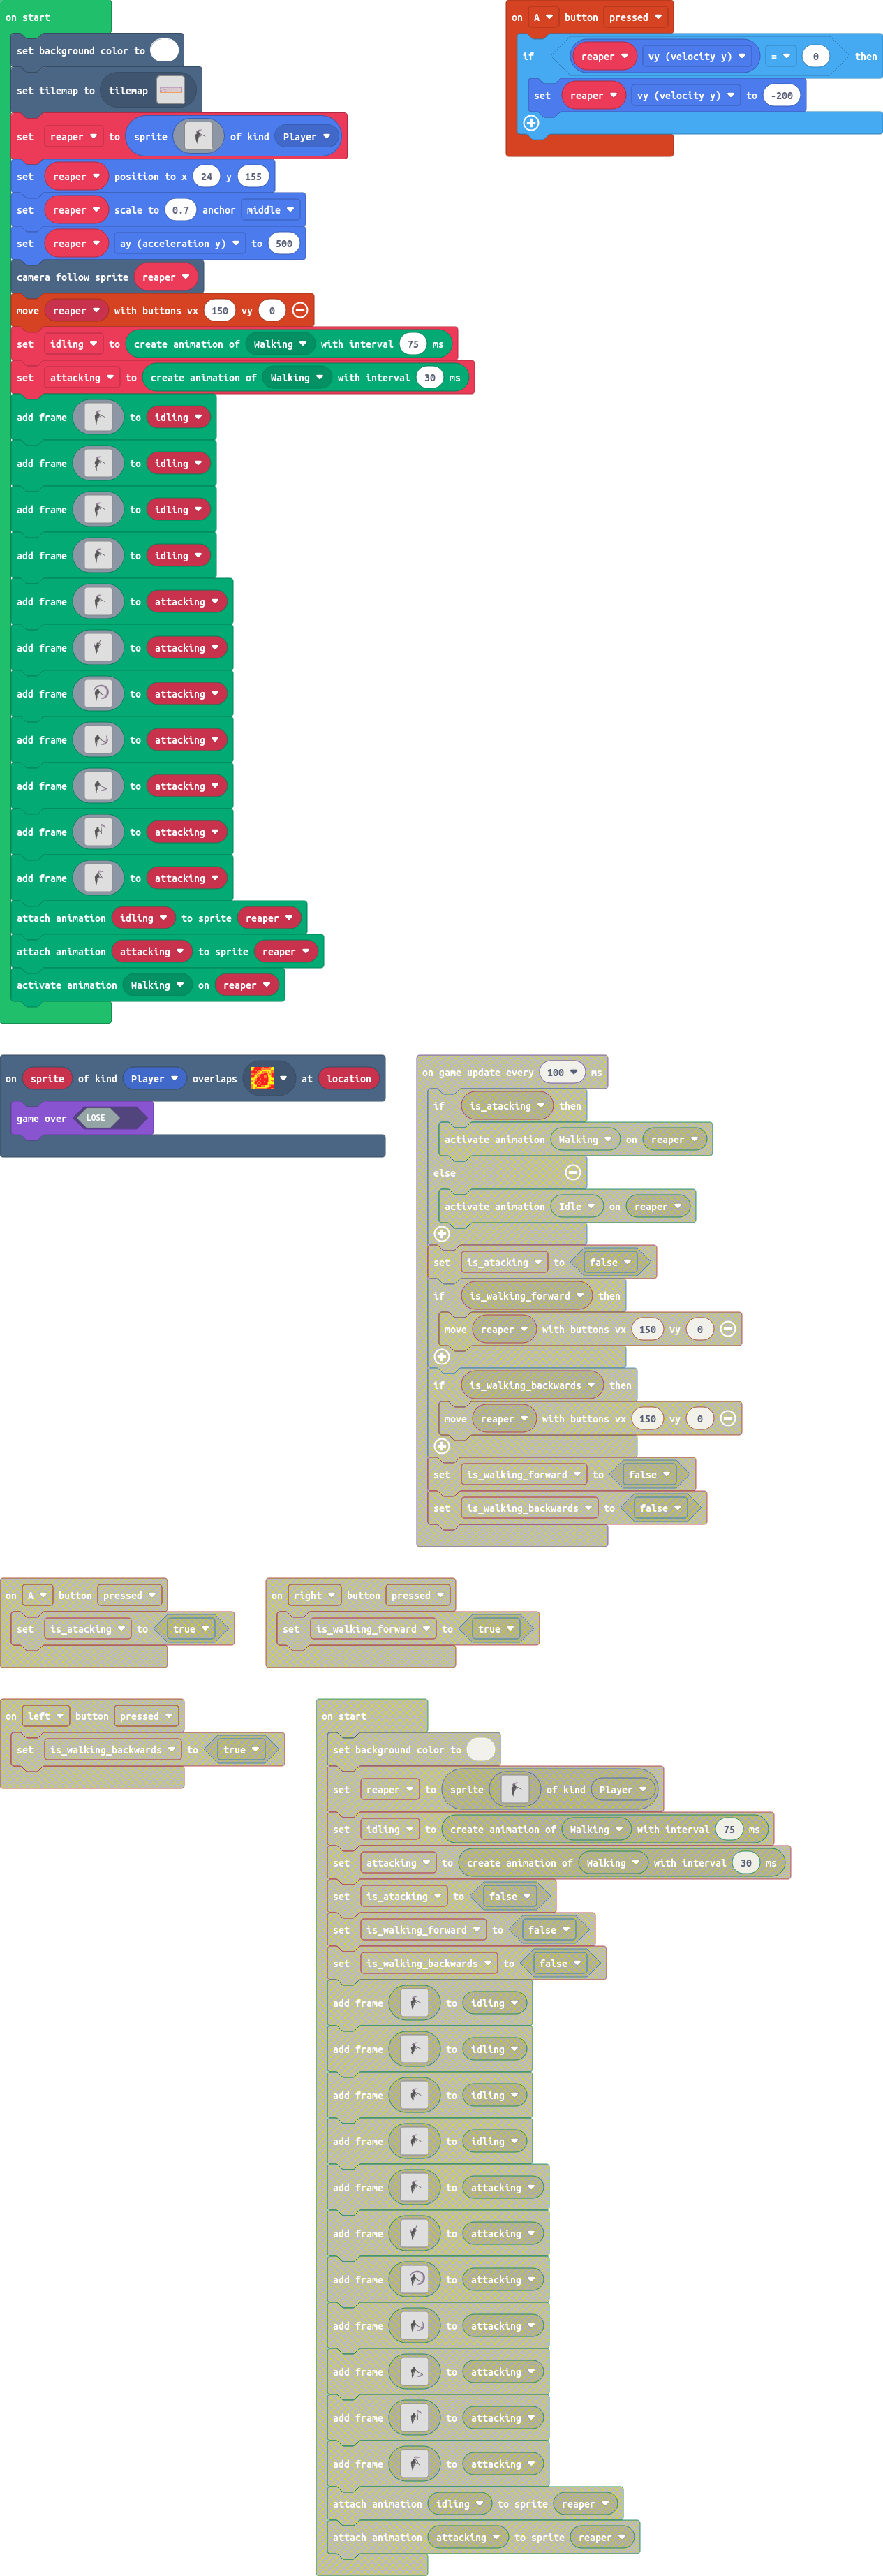 on start
set background color to
set tilemap to tilemap
set reaper to sprite of kind Player
set reaper position to x 24 y 155
set reaper scale to 0.7 anchor middle
set reaper ay (acceleration y) to 500
camera follow sprite reaper
move reaper with buttons vx 150 vy 0
set idling to create animation of Walking with interval 75 ms
set attacking to create animation of Walking with interval 30 ms
add frame to idling
add frame to idling
add frame to idling
add frame to idling
add frame to attacking
add frame to attacking
add frame to attacking
add frame to attacking
add frame to attacking
add frame to attacking
add frame to attacking
attach animation idling to sprite reaper
attach animation attacking to sprite reaper
activate animation Walking on reaper
on A button pressed
if reaper vy (velocity y) = 0 then
set reaper vy (velocity y) to -200
on sprite of kind Player overlaps at location
game over LOSE
on game update every 100 ms
if is_atacking then
activate animation Walking on reaper
else
activate animation Idle on reaper
set is_atacking to false
if is_walking_forward then
move reaper with buttons vx 150 vy 0
if is_walking_backwards then
move reaper with buttons vx 150 vy 0
set is_walking_forward to false
set is_walking_backwards to false
on A button pressed
set is_atacking to true
on right button pressed
set is_walking_forward to true
on left button pressed
set is_walking_backwards to true
on start
set background color to
set reaper to sprite of kind Player
set idling to create animation of Walking with interval 75 ms
set attacking to create animation of Walking with interval 30 ms
set is_atacking to false
set is_walking_forward to false
set is_walking_backwards to false
add frame to idling
add frame to idling
add frame to idling
add frame to idling
add frame to attacking
add frame to attacking
add frame to attacking
add frame to attacking
add frame to attacking
add frame to attacking
add frame to attacking
attach animation idling to sprite reaper
attach animation attacking to sprite reaper